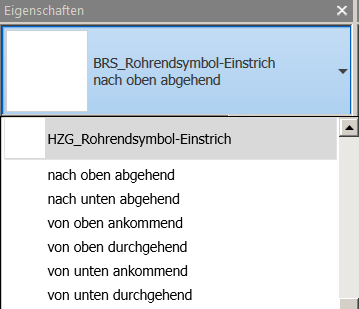 Eigenschaften
BRS_Rohrendsymbol-Einstrich
nach oben abgehend
HZG_Rohrendsymbol-Einstrich
nach oben abgehend
nach unten abgehend
von oben ankommend
von oben durchgehend
von unten ankommend
von unten durchgehend